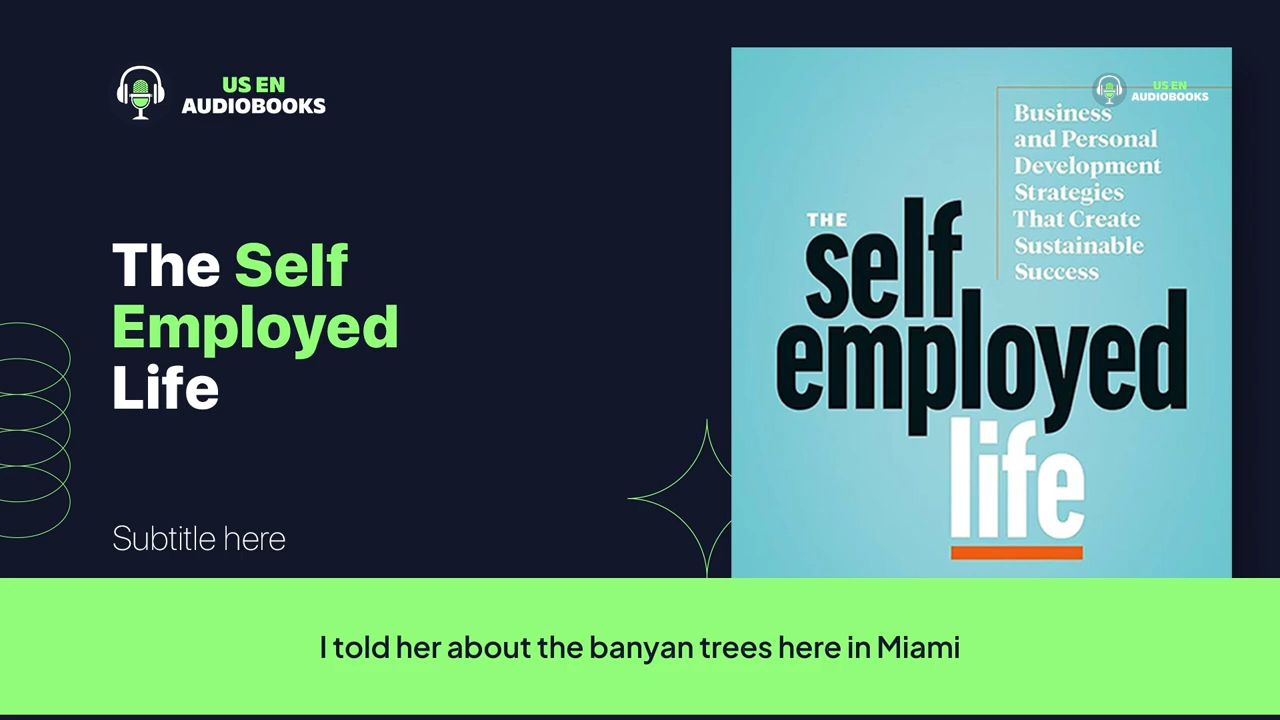 US EN
AUDIOBOOKS
The Self
Employed
Life
Subtitle here
US EN
AUDIOBOOKS
Business
and Personal
Development
Strategies
That Create
Sustainable
Success
THE
self
employed
life
I told her about the banyan trees here in Miami